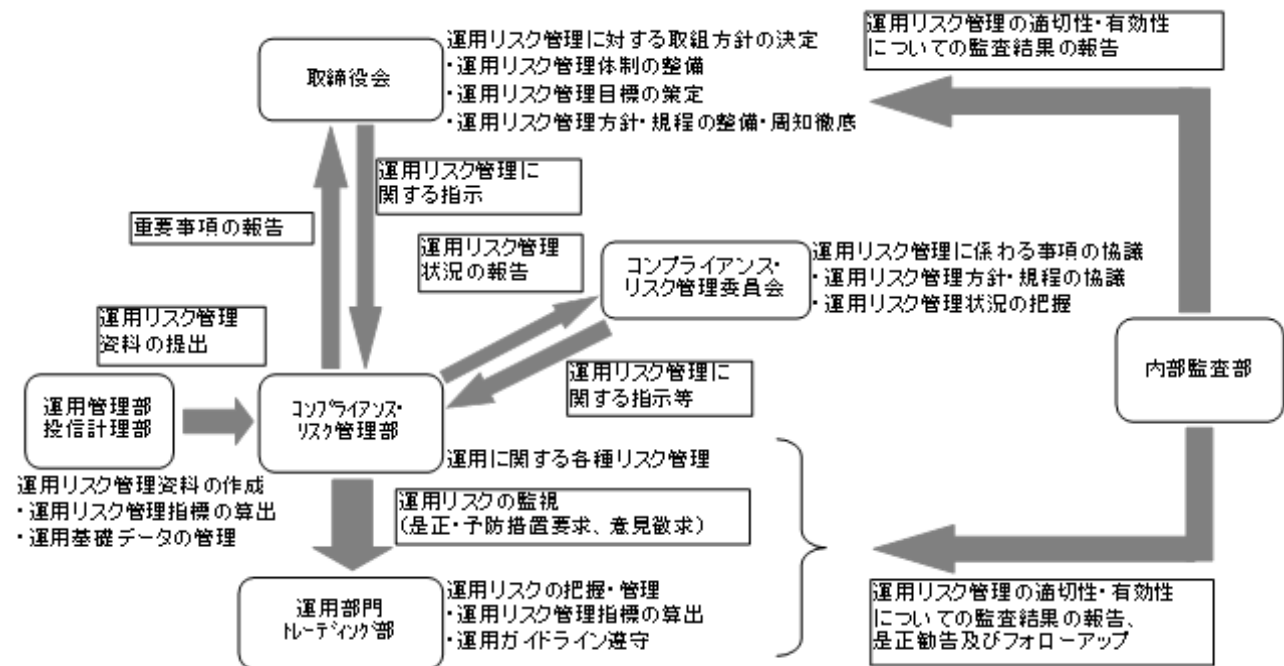 運用リスク管理の適切性・有効性
についての監査結果の報告
運用リスク管理に対する取組方針の決定
・運用リスク管理体制の整備
・運用リスク管理目標の策定
・運用リスク管理方針・規程の整備・周知徹底
取締役会
運用リスク管理に
関する指示
重要事項の報告
運用リスク管理
状況の報告
コンプライアンス・
リスク管理委員会
運用リスク管理に係わる事項の協議
・運用リスク管理方針・規程の協議
・運用リスク管理状況の把握
運用リスク管理
資料の提出
運用リスク管理に
関する指示等
内部監査部
運用管理部
投信計理部
コンプライアンス・
リスク管理部
運用に関する各種リスク管理
運用リスク管理資料の作成
・運用リスク管理指標の算出
・運用基礎データの管理
運用リスクの監視
(是正・予防措置要求、意見徴求)
運用部門
トレーディング部
運用リスクの把握・管理
・運用リスク管理指標の算出
・運用ガイドライン遵守
運用リスク管理の適切性・有効性
についての監査結果の報告、
是正勧告及びフォローアップ